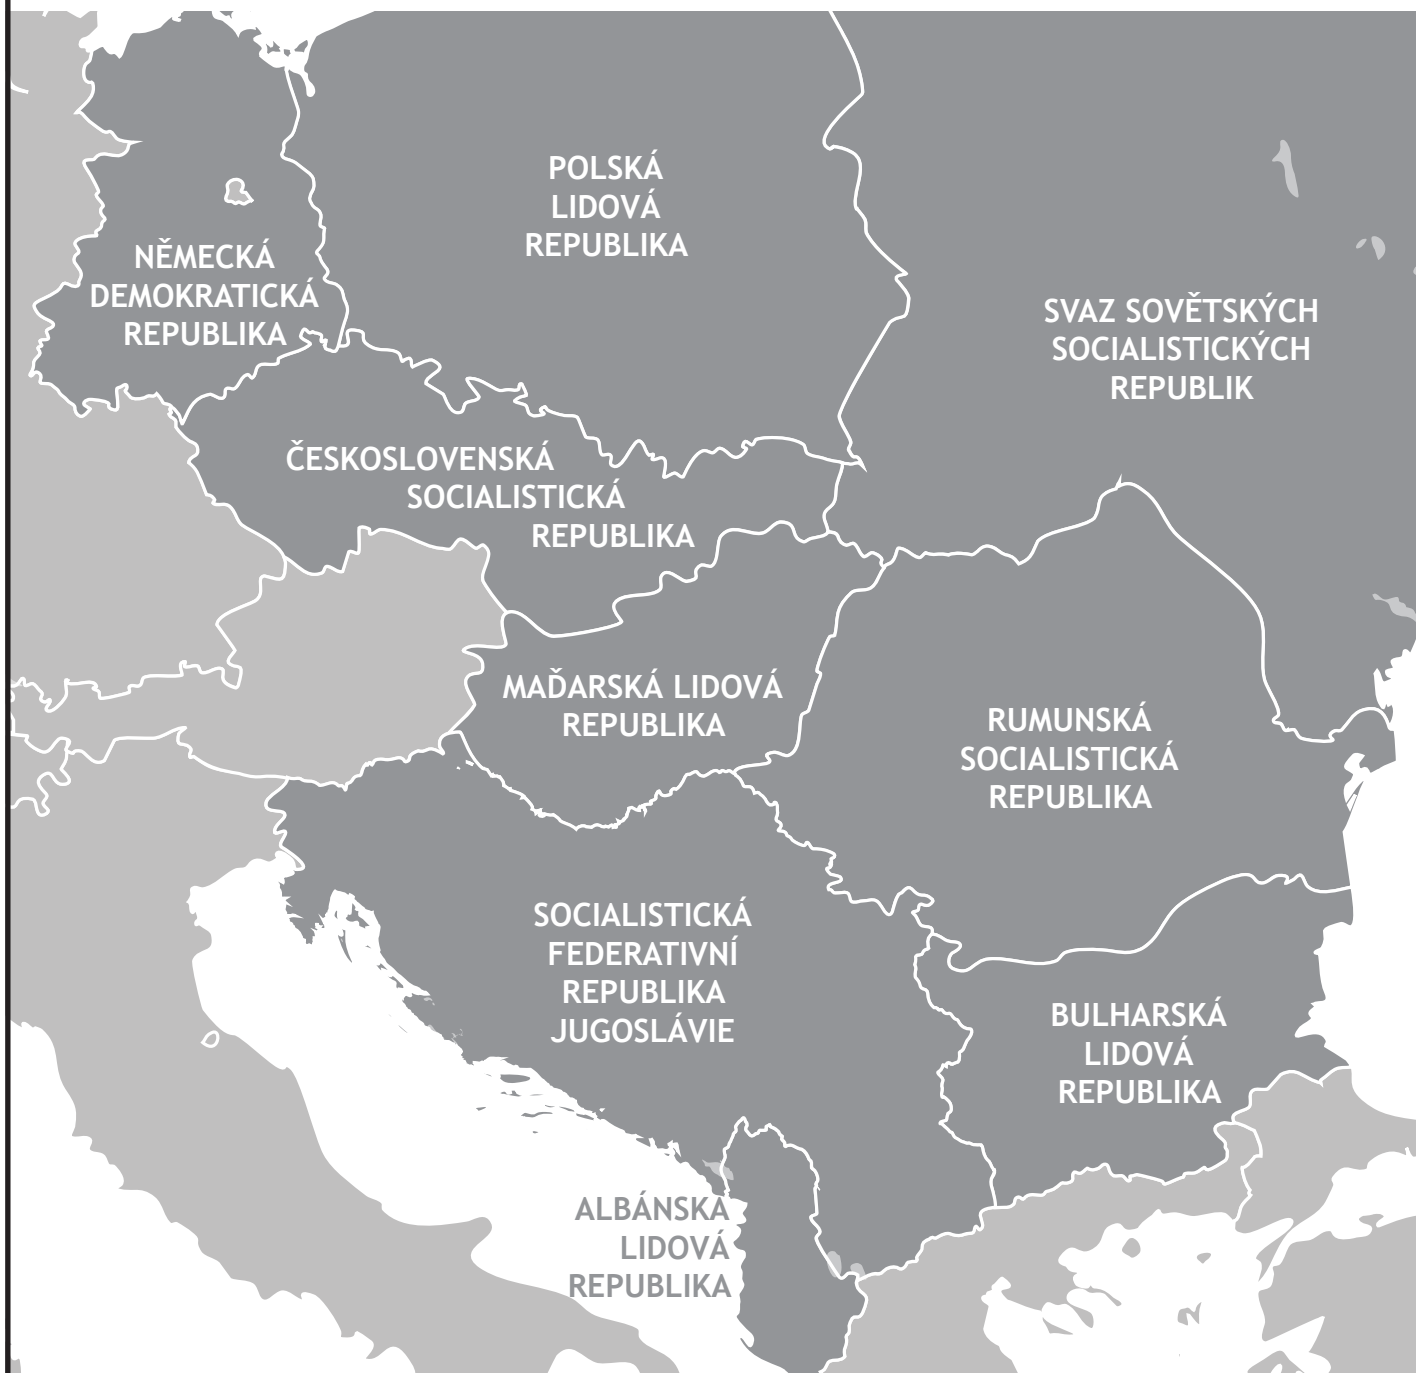 POLSKÁ
LIDOVÁ
REPUBLIKA
NĚMECKÁ
DEMOKRATICKÁ
REPUBLIKA
SVAZ SOVĚTSKÝCH
SOCIALISTICKÝCH
REPUBLIK
ČESKOSLOVENSKÁ
SOCIALISTICKÁ
REPUBLIKA
MAĎARSKÁ LIDOVÁ
REPUBLIKA
RUMUNSKÁ
SOCIALISTICKÁ
REPUBLIKA
SOCIALISTICKÁ
FEDERATIVNÍ
REPUBLIKA
JUGOSLÁVIE
BULHARSKÁ
LIDOVÁ
REPUBLIKA
ALBÁNSKA
LIDOVÁ
REPUBLIKA